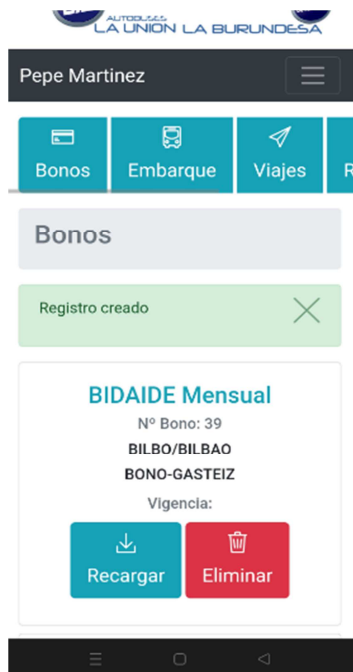 AUTOBUSES
LA UNION LA BURUNDESA
Pepe Martinez
Bonos
Embarque
Viajes
R
Bonos
Registro creado
BIDAIDE Mensual
Nº Bono: 39
BILBO/BILBAO
BONO-GASTEIZ
Vigencia:
Recargar
Eliminar